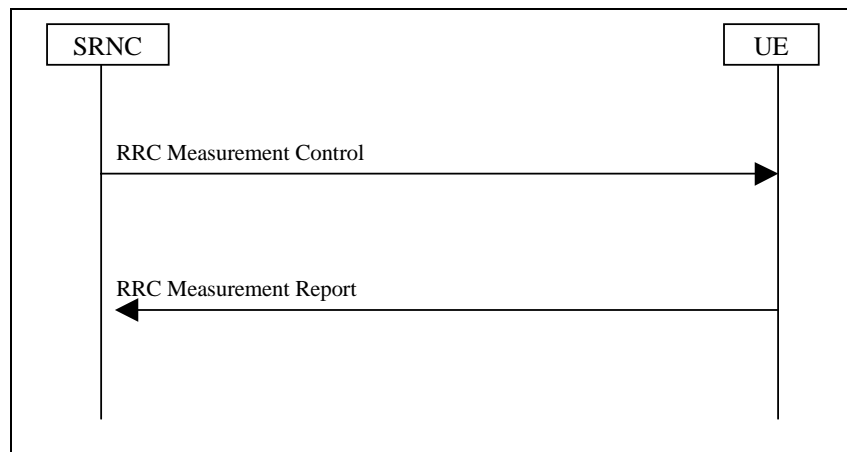 SRNC
UE
RRC Measurement Control
RRC Measurement Report